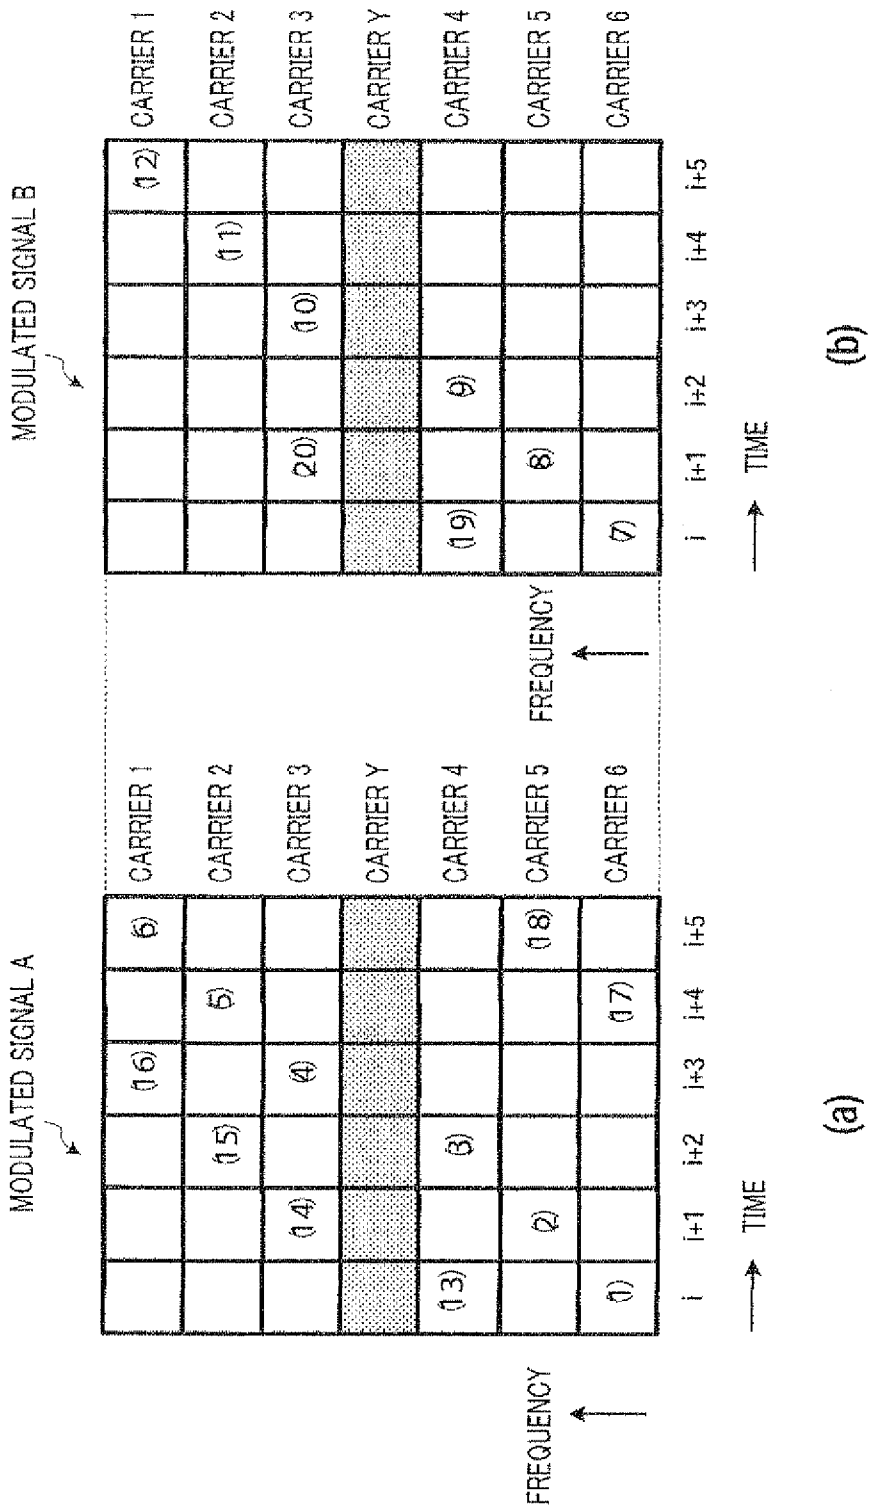 MODULATED SIGNAL A
(16) (6) CARRIER 1
(15) (5) CARRIER 2
(14) (4) CARRIER 3
CARRIER Y
(13) (3) CARRIER 4
(2) (18) CARRIER 5
(1) (17) CARRIER 6
FREQUENCY
i i+1 i+2 i+3 i+4 i+5
TIME
(a)
MODULATED SIGNAL B
(12) CARRIER 1
(11) CARRIER 2
(20) (10) CARRIER 3
CARRIER Y
(19) (9) CARRIER 4
(8) CARRIER 5
(7) CARRIER 6
FREQUENCY
i i+1 i+2 i+3 i+4 i+5
TIME
(b)